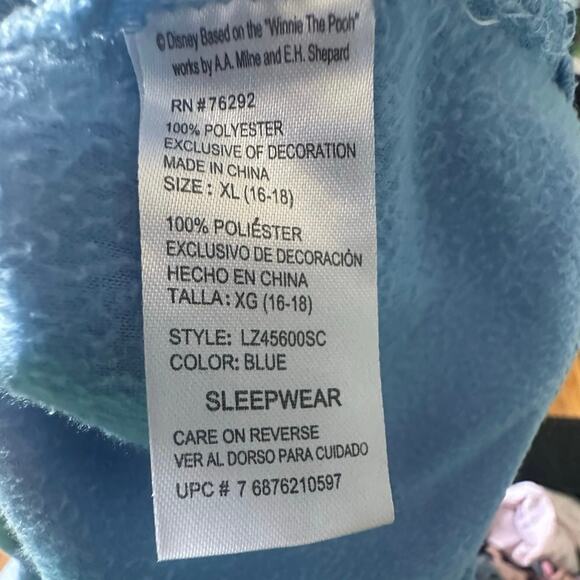 © Disney Based on the "Winnie The Pooh"
works by A.A. Milne and E.H. Shepard
RN # 76292
100% POLYESTER
EXCLUSIVE OF DECORATION
MADE IN CHINA
SIZE : XL (16-18)
100% POLIÉSTER
EXCLUSIVO DE DECORACIÓN
HECHO EN CHINA
TALLA: XG (16-18)
STYLE: LZ45600SC
COLOR: BLUE
SLEEPWEAR
CARE ON REVERSE
VER AL DORSO PARA CUIDADO
UPC # 7 6876210597